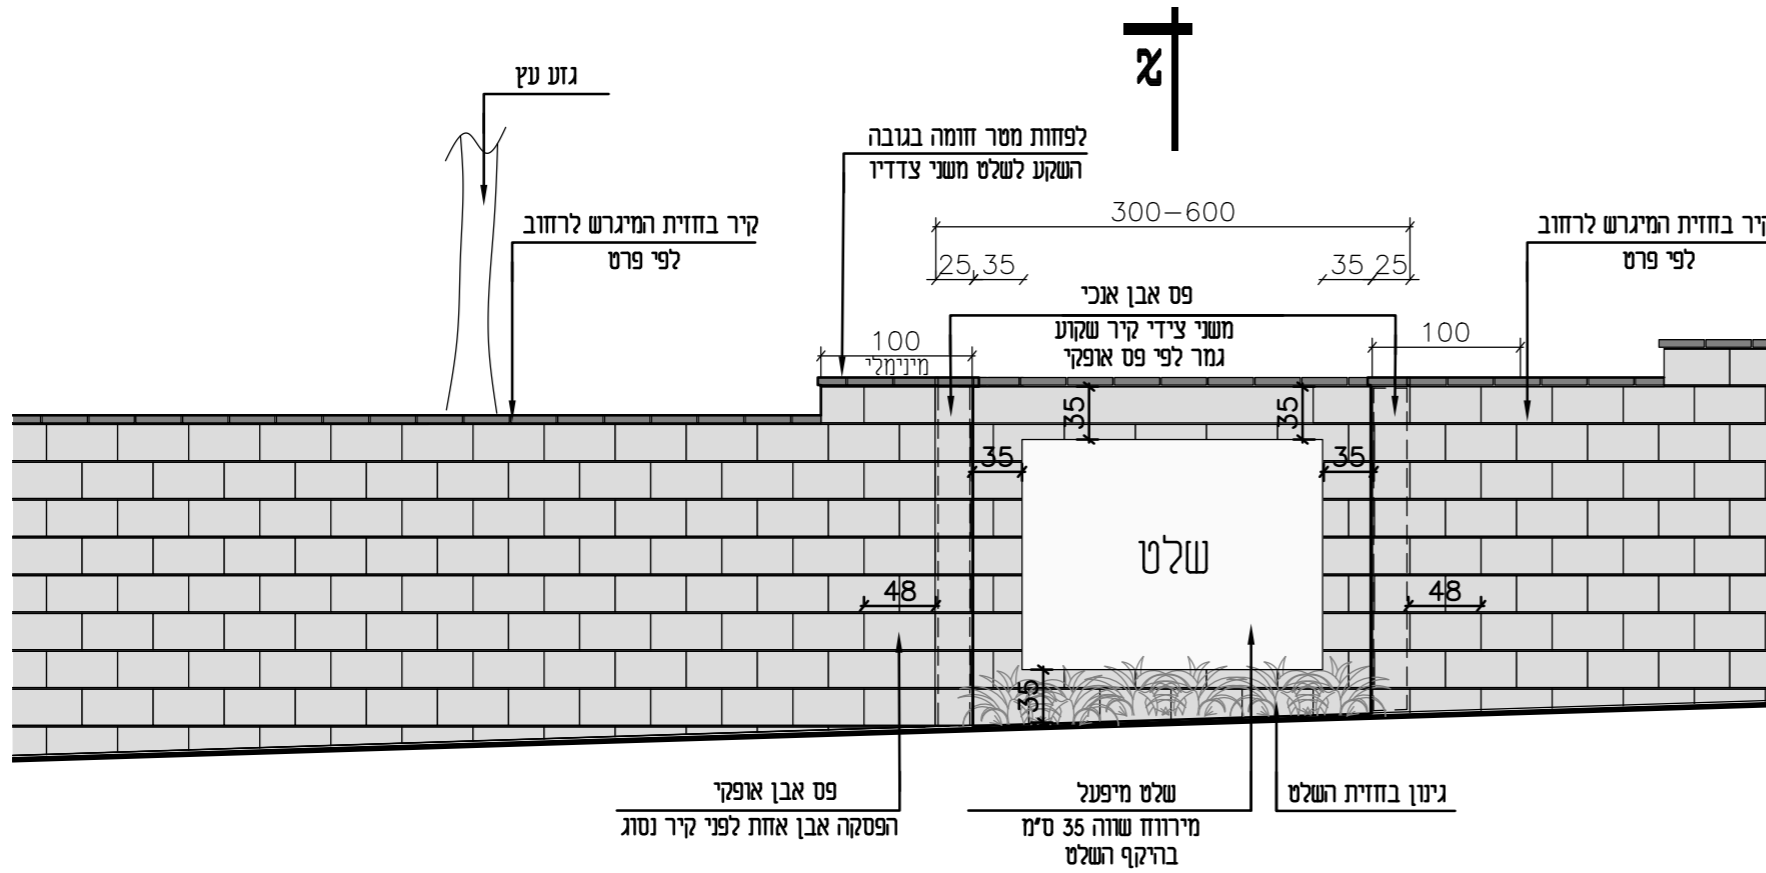 א
גזע עץ
לפחות מטר חומה בגובה
השקע לשלט משני צדדיו
300-600
קיר בחזית המיגרש לרחוב
לפי פרט
קיר בחזית המיגרש לרחוב
לפי פרט
25 35
35 25
פס אבן אנכי
משני צידי קיר שקוע
גמר לפי פס אופקי
100
מינימלי
100
35
35
35
35
שלט
48
48
35
פס אבן אופקי
הפסקה אבן אחת לפני קיר נסוג
שלט מיפעל
מירווח שווה 35 ס"מ
בהיקף השלט
גינון בחזית השלט